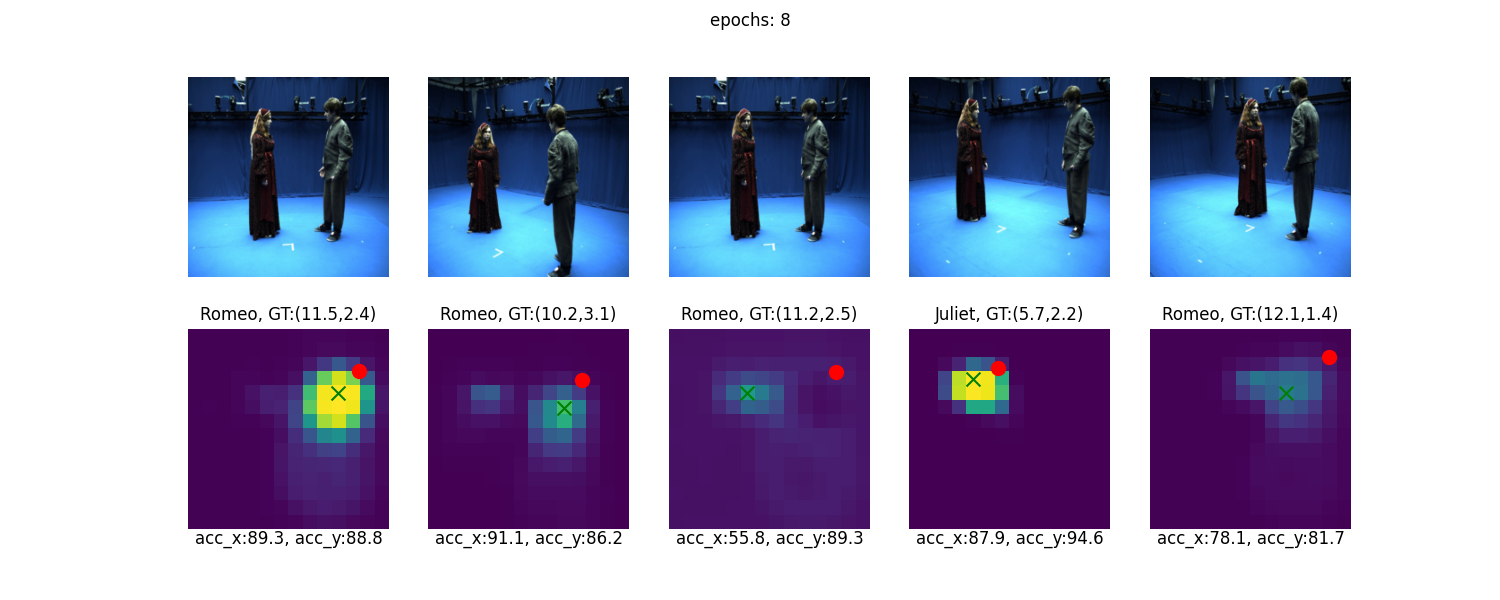 epochs: 8
Romeo, GT:(11.5,2.4)
Romeo, GT:(10.2,3.1)
Romeo, GT:(11.2,2.5)
Juliet, GT:(5.7,2.2)
Romeo, GT:(12.1,1.4)
acc_x:89.3, acc_y:88.8
acc_x:91.1, acc_y:86.2
acc_x:55.8, acc_y:89.3
acc_x:87.9, acc_y:94.6
acc_x:78.1, acc_y:81.7